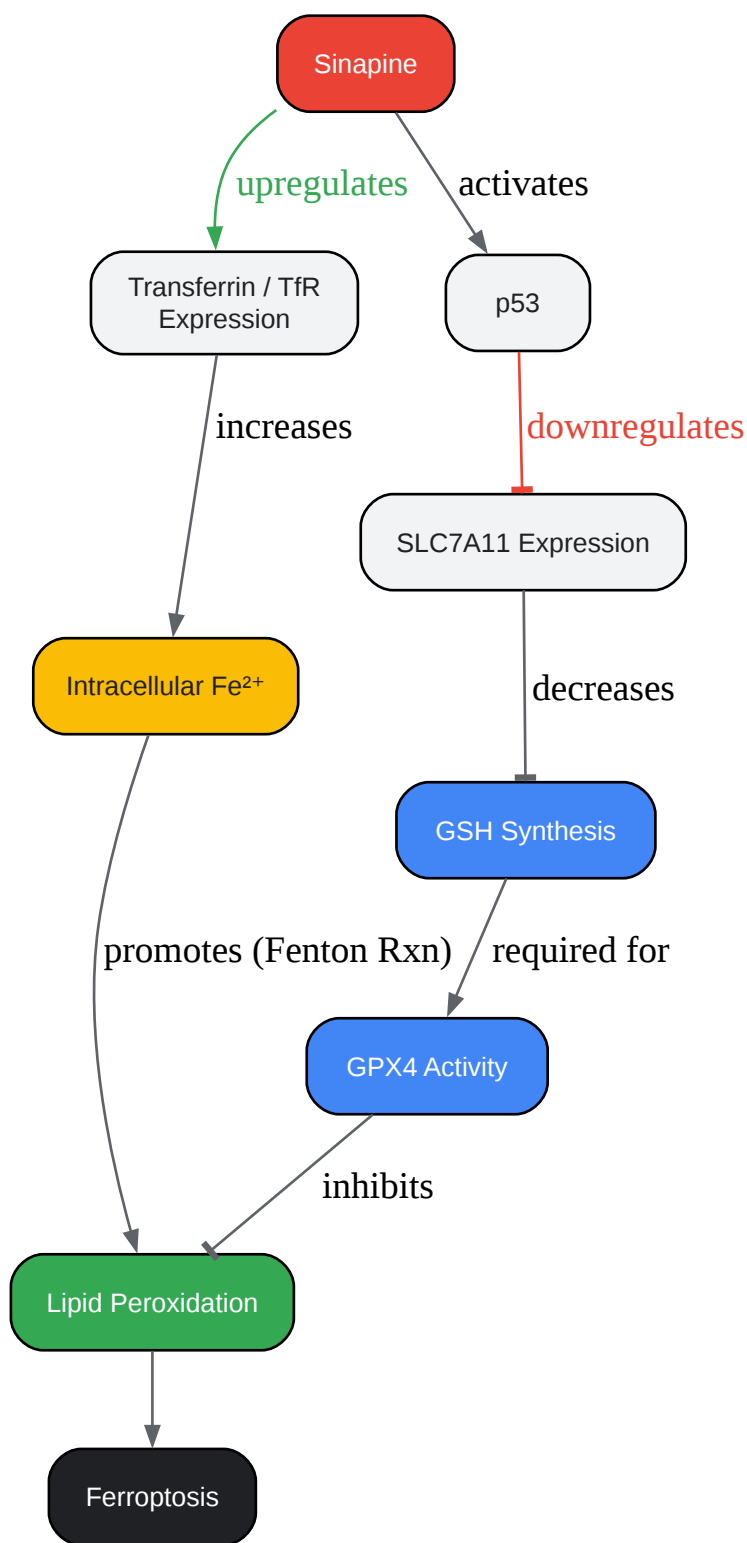 Sinapine
upregulates
activates
Transferrin / TfR
Expression
p53
increases
downregulates
SLC7A11 Expression
Intracellular Fe²⁺
decreases
GSH Synthesis
promotes (Fenton Rxn)
required for
GPX4 Activity
inhibits
Lipid Peroxidation
Ferroptosis